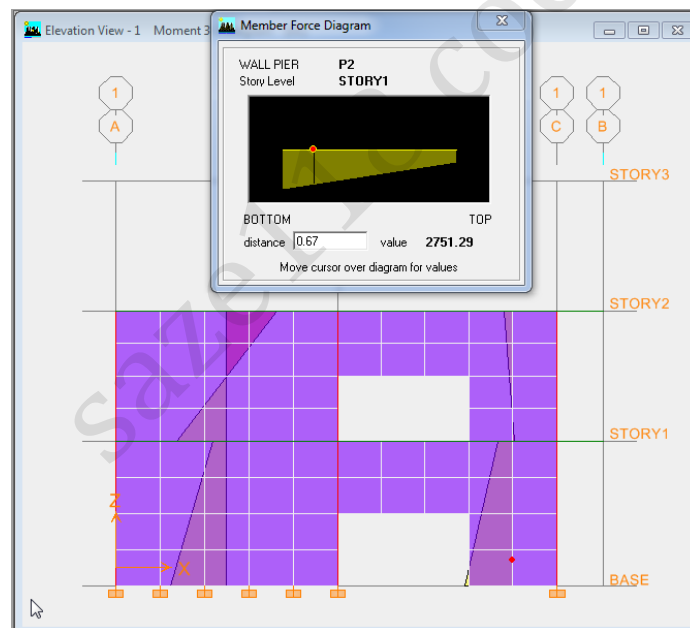 Elevation View - 1 Moment 3
Member Force Diagram
WALL PIER P2
Story Level STORY1
BOTTOM TOP
distance 0.67 value 2751.29
Move cursor over diagram for values
1 1 1
A C B
STORY3
STORY2
STORY1
Z
X
BASE